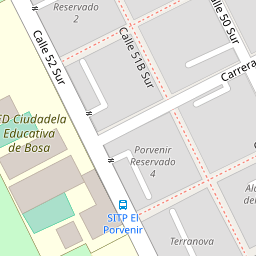 Reservado
2
Calle 52 Sur
Calle 51B Sur
Calle 50 Sur
Carrera
ED Ciudadela
Educativa
de Bosa
Porvenir
Reservado
4
SITP El
Porvenir
Terranova